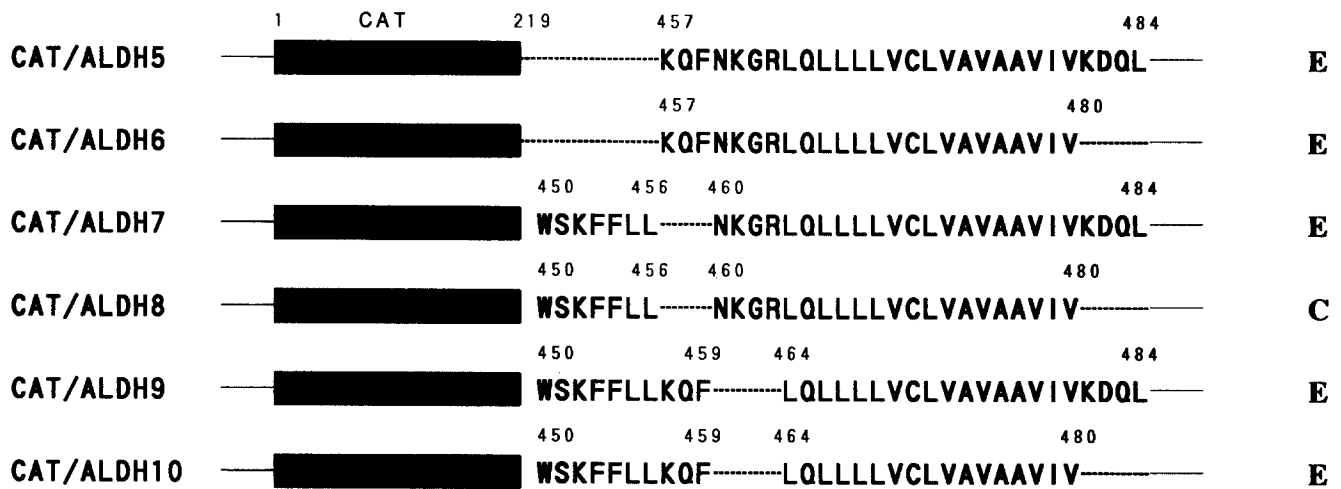 1 CAT 219 457 484
CAT/ALDH5 KQFNKGRLQLLLLVCLVAVAAVIVKDQL E
457 480
CAT/ALDH6 KQFNKGRLQLLLLVCLVAVAAVIV E
450 456 460 484
CAT/ALDH7 WSKFFLL NKGRLQLLLLVCLVAVAAVIVKDQL E
450 456 460 480
CAT/ALDH8 WSKFFLL NKGRLQLLLLVCLVAVAAVIV C
450 459 464 484
CAT/ALDH9 WSKFFLLKQF LQLLLLVCLVAVAAVIVKDQL E
450 459 464 480
CAT/ALDH10 WSKFFLLKQF LQLLLLVCLVAVAAVIV E